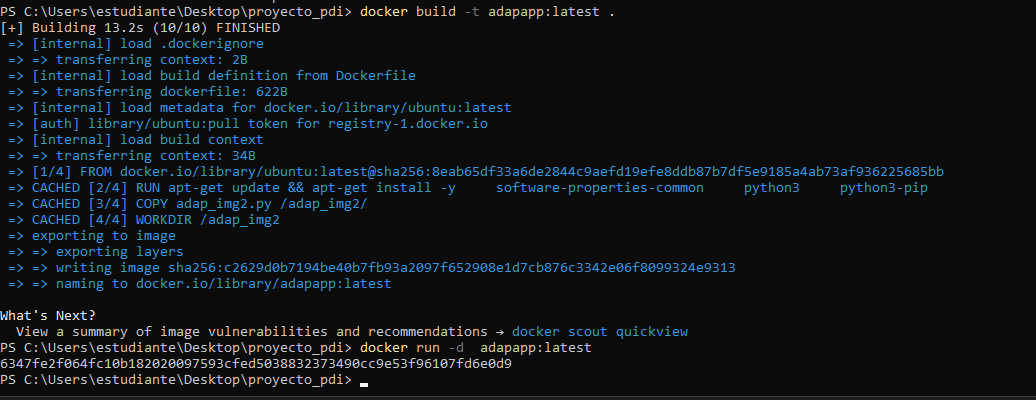 PS C:\Users\estudiante\Desktop\proyecto_pdi> docker build -t adapapp:latest .
[+] Building 13.2s (10/10) FINISHED
=> [internal] load .dockerignore
=> => transferring context: 2B
=> [internal] load build definition from Dockerfile
=> => transferring dockerfile: 622B
=> [internal] load metadata for docker.io/library/ubuntu:latest
=> [auth] library/ubuntu:pull token for registry-1.docker.io
=> [internal] load build context
=> => transferring context: 34B
=> [1/4] FROM docker.io/library/ubuntu:latest@sha256:8eab65df33a6de2844c9aefd19efe8ddb87b7df5e9185a4ab73af936225685bb
=> CACHED [2/4] RUN apt-get update && apt-get install -y     software-properties-common     python3     python3-pip
=> CACHED [3/4] COPY adap_img2.py /adap_img2/
=> CACHED [4/4] WORKDIR /adap_img2
=> exporting to image
=> => exporting layers
=> => writing image sha256:c2629d0b7194be40b7fb93a2097f652908e1d7cb876c3342e06f8099324e9313
=> => naming to docker.io/library/adapapp:latest
What's Next?
View a summary of image vulnerabilities and recommendations → docker scout quickview
PS C:\Users\estudiante\Desktop\proyecto_pdi> docker run -d  adapapp:latest
6347fe2f064fc10b182020097593cfed5038832373490cc9e53f96107fd6e0d9
PS C:\Users\estudiante\Desktop\proyecto_pdi>